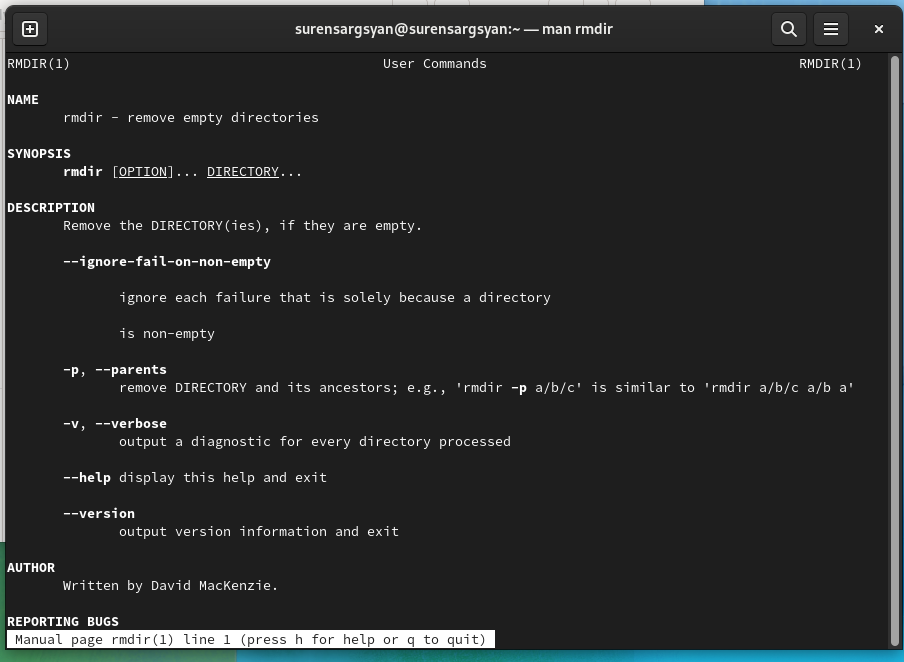 surensargsyan@surensargsyan:~ — man rmdir
RMDIR(1) User Commands RMDIR(1)
NAME
rmdir - remove empty directories
SYNOPSIS
rmdir [OPTION]... DIRECTORY...
DESCRIPTION
Remove the DIRECTORY(ies), if they are empty.
--ignore-fail-on-non-empty
ignore each failure that is solely because a directory
is non-empty
-p, --parents
remove DIRECTORY and its ancestors; e.g., 'rmdir -p a/b/c' is similar to 'rmdir a/b/c a/b a'
-v, --verbose
output a diagnostic for every directory processed
--help display this help and exit
--version
output version information and exit
AUTHOR
Written by David MacKenzie.
REPORTING BUGS
Manual page rmdir(1) line 1 (press h for help or q to quit)